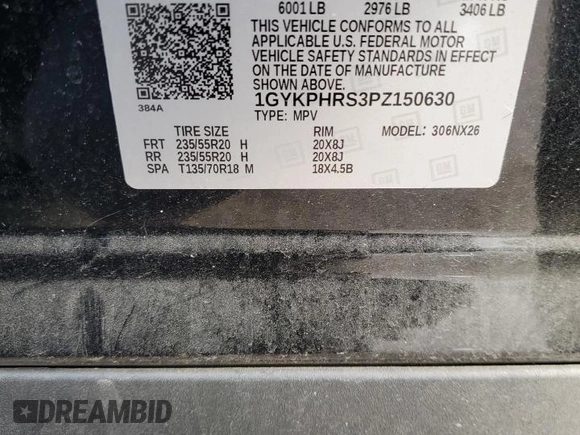 6001 LB 2976 LB 3406 LB
THIS VEHICLE CONFORMS TO ALL
APPLICABLE U.S. FEDERAL MOTOR
VEHICLE SAFETY STANDARDS IN EFFECT
ON THE DATE OF MANUFACTURE
SHOWN ABOVE.
384A
1GYKPHRS3PZ150630
TYPE: MPV
TIRE SIZE RIM MODEL: 306NX26
FRT 235/55R20 H 20X8J
RR 235/55R20 H 20X8J
SPA T135/70R18 M 18X4.5B
GM
DREAMBID